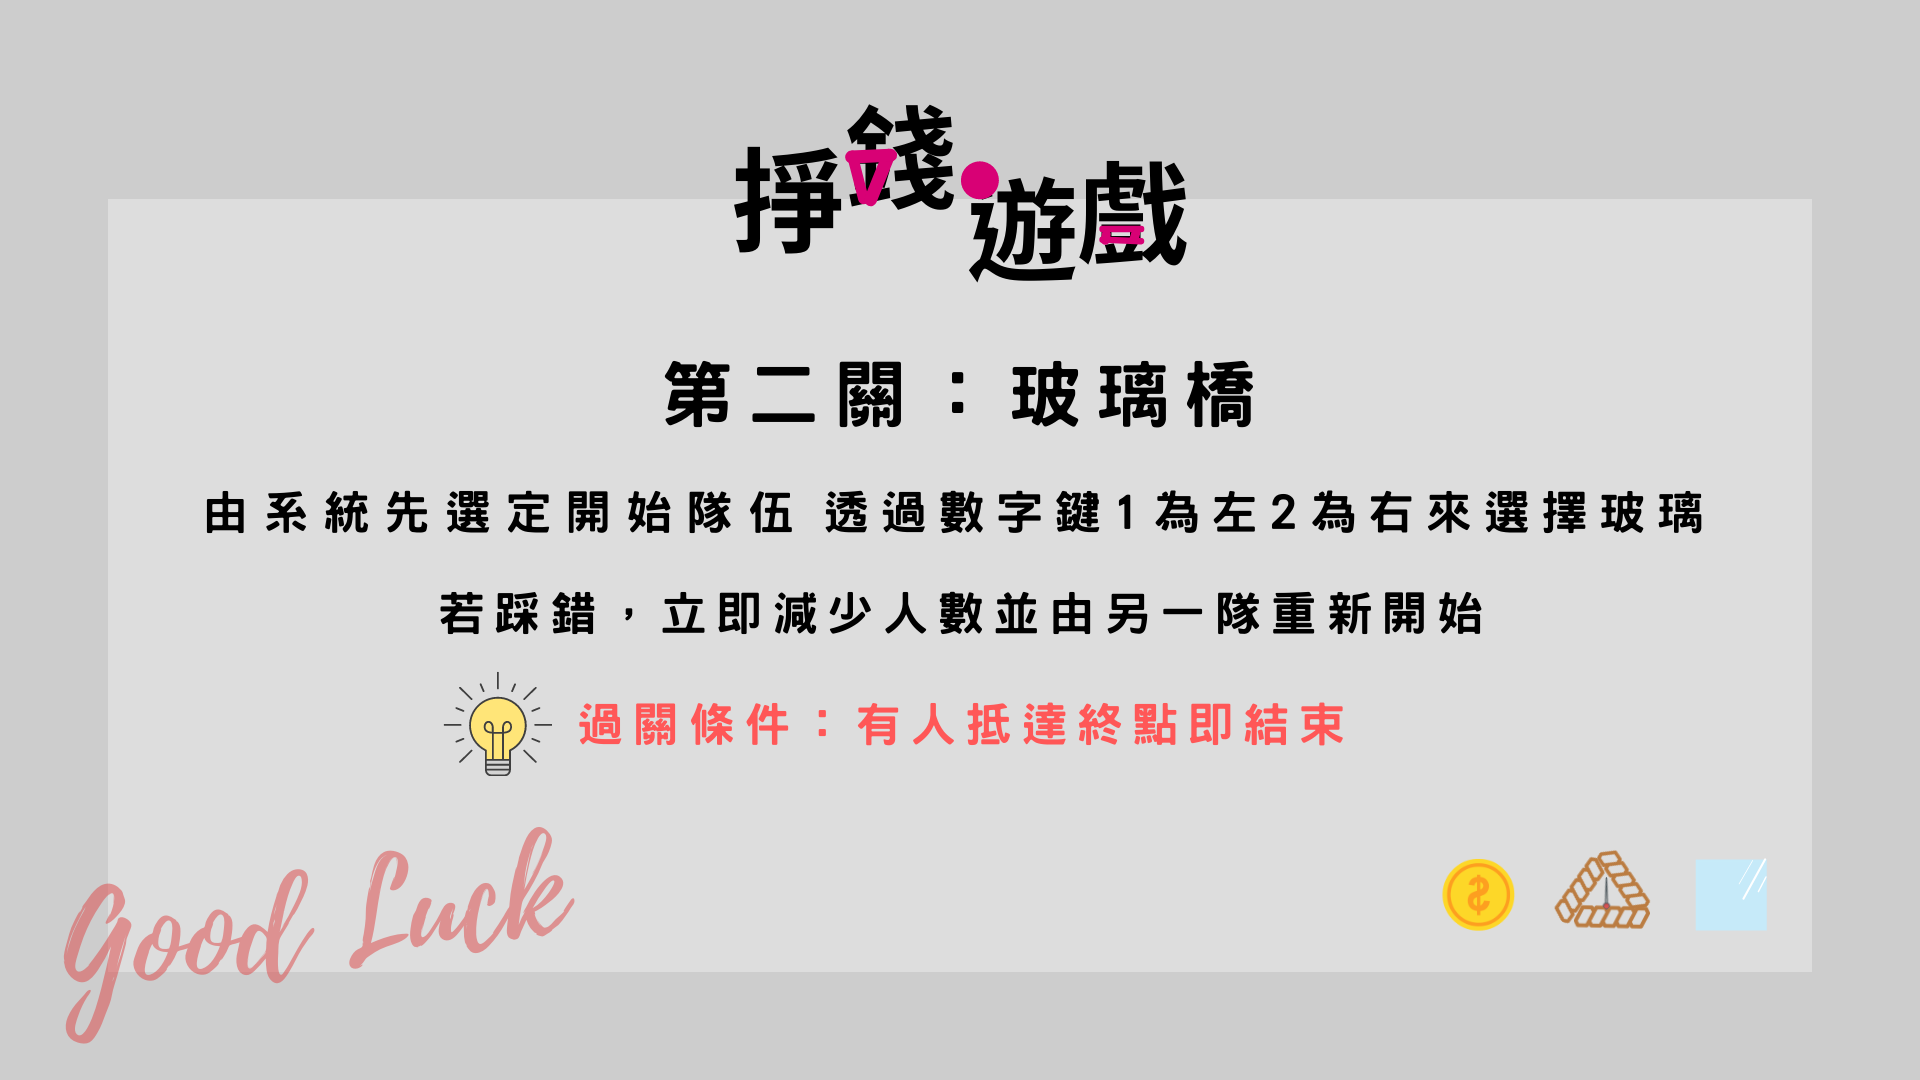 掙錢遊戲
第二關：玻璃橋
由系統先選定開始隊伍 透過數字鍵1為左2為右來選擇玻璃
若踩錯，立即減少人數並由另一隊重新開始
過關條件：有人抵達終點即結束
Good Luck